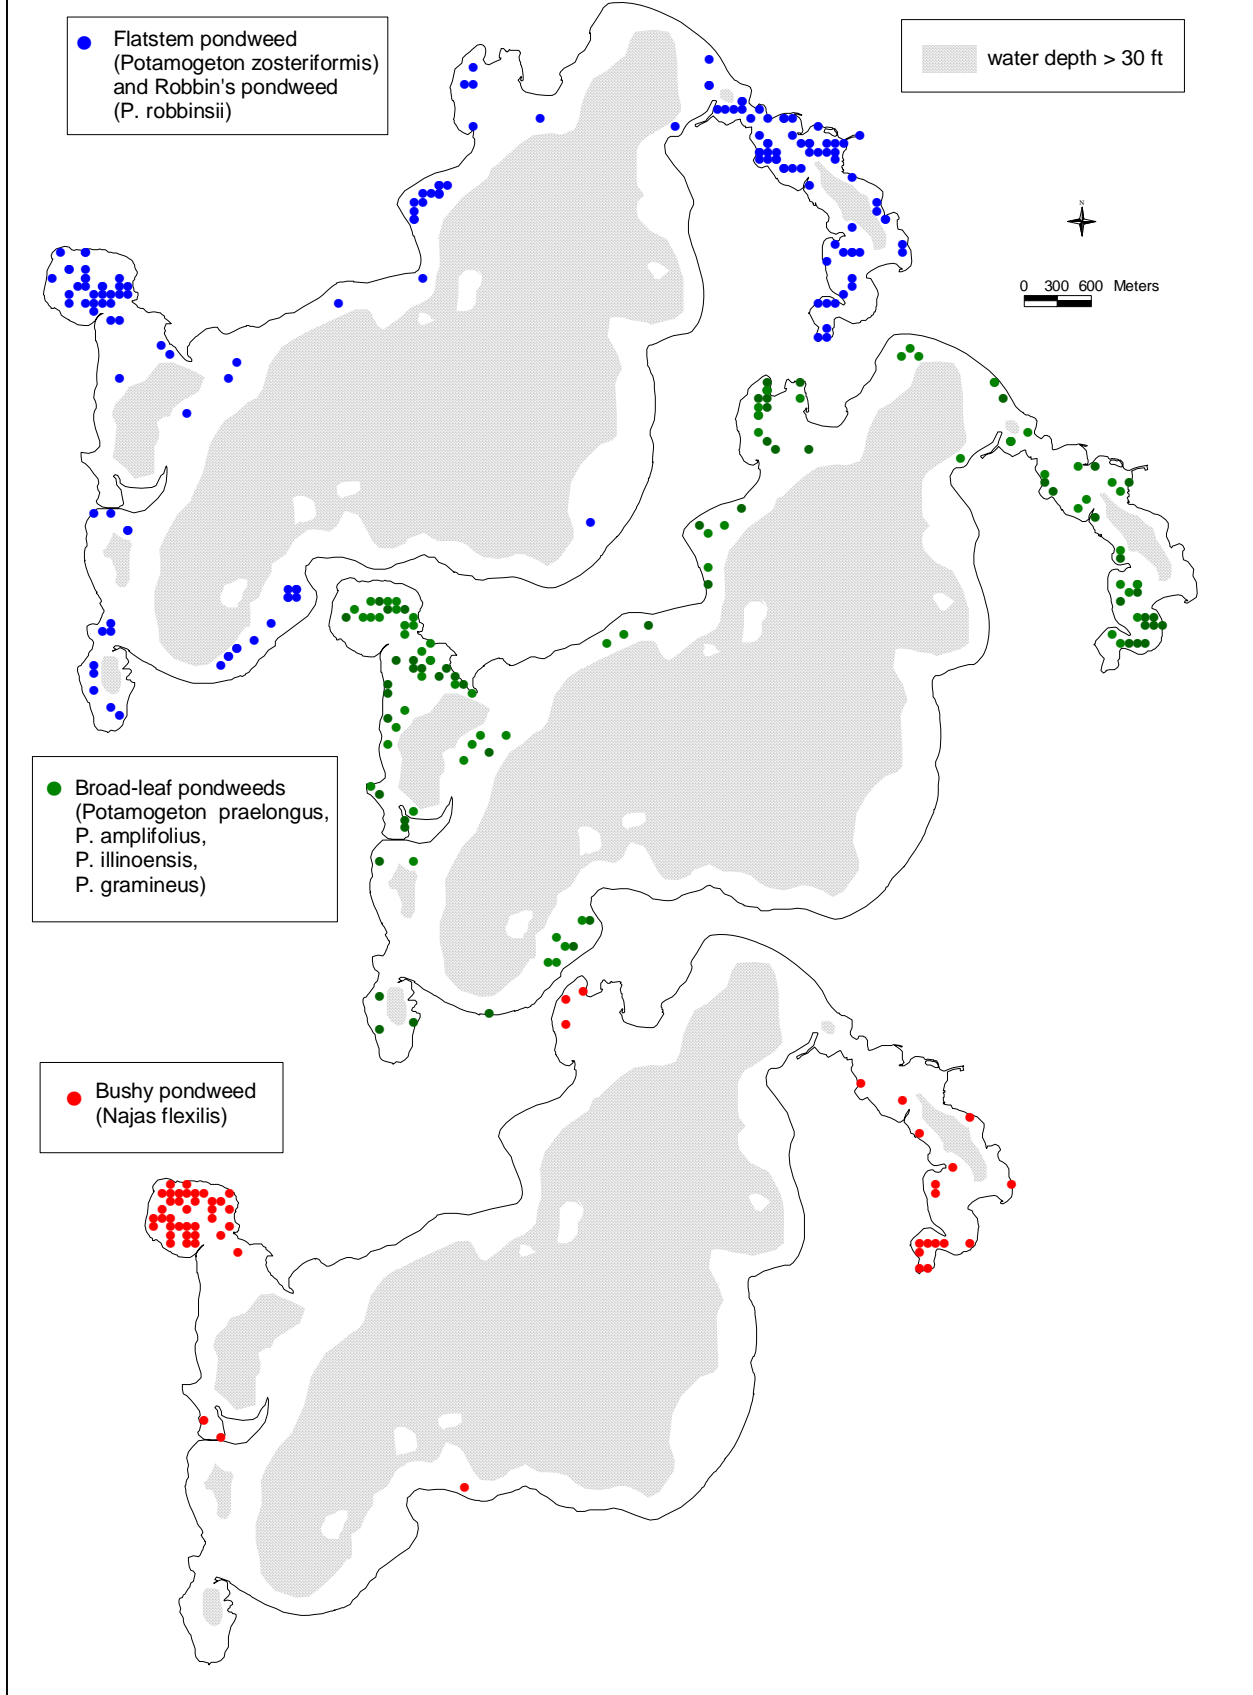 Flatstem pondweed
(Potamogeton zosteriformis)
and Robbin's pondweed
(P. robbinsii)
water depth > 30 ft
N
0 300 600 Meters
Broad-leaf pondweeds
(Potamogeton praelongus,
P. amplifolius,
P. illinoensis,
P. gramineus)
Bushy pondweed
(Najas flexilis)